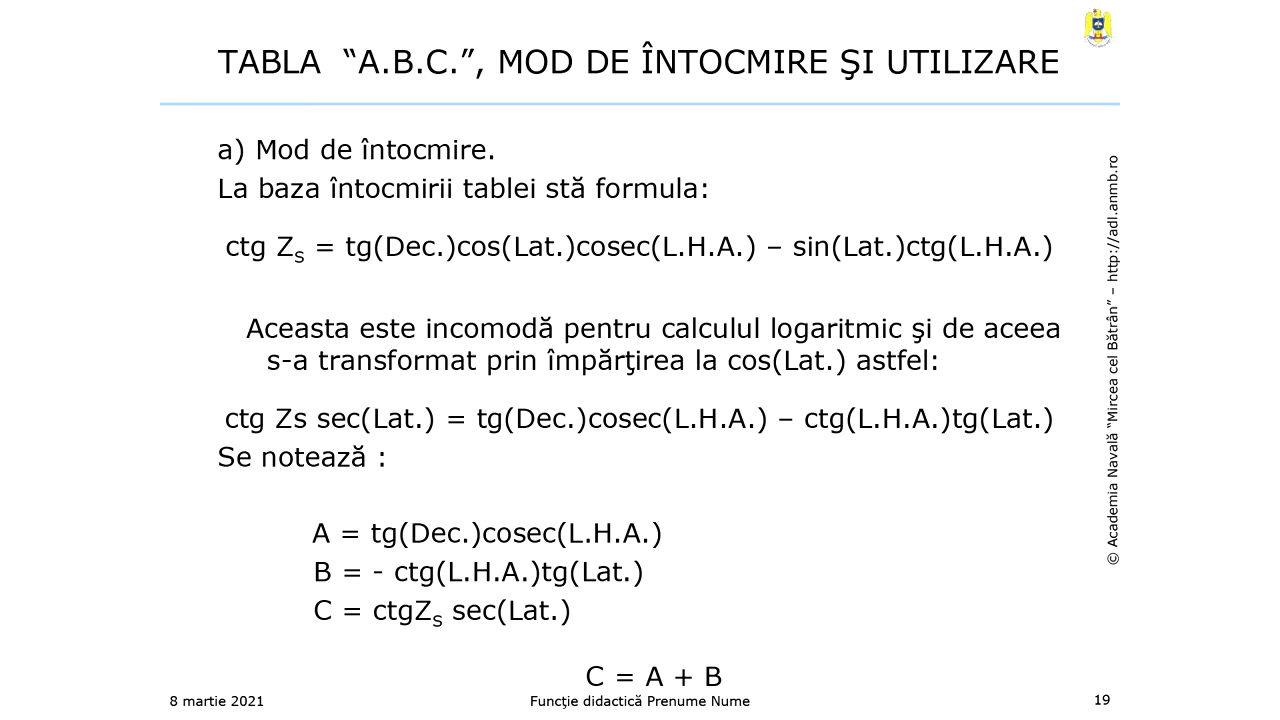 TABLA “A.B.C.”, MOD DE ÎNTOCMIRE ŞI UTILIZARE
a) Mod de întocmire.
La baza întocmirii tablei stă formula:
ctg Zs = tg(Dec.)cos(Lat.)cosec(L.H.A.) – sin(Lat.)ctg(L.H.A.)
Aceasta este incomodă pentru calculul logaritmic şi de aceea
s-a transformat prin împărţirea la cos(Lat.) astfel:
ctg Zs sec(Lat.) = tg(Dec.)cosec(L.H.A.) – ctg(L.H.A.)tg(Lat.)
Se notează :
A = tg(Dec.)cosec(L.H.A.)
B = - ctg(L.H.A.)tg(Lat.)
C = ctgZs sec(Lat.)
C = A + B
© Academia Navală “Mircea cel Bătrân” – http://adl.anmb.ro
8 martie 2021
Funcţie didactică Prenume Nume
19